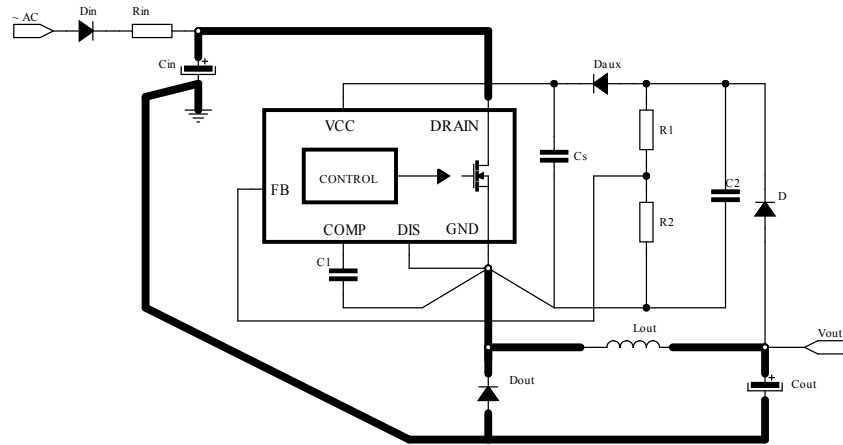 ~ AC
Din
Rin
Cin
Daux
VCC
DRAIN
R1
Cs
CONTROL
FB
C2
D
R2
COMP
DIS
GND
C1
Lout
Vout
Dout
Cout
+
+